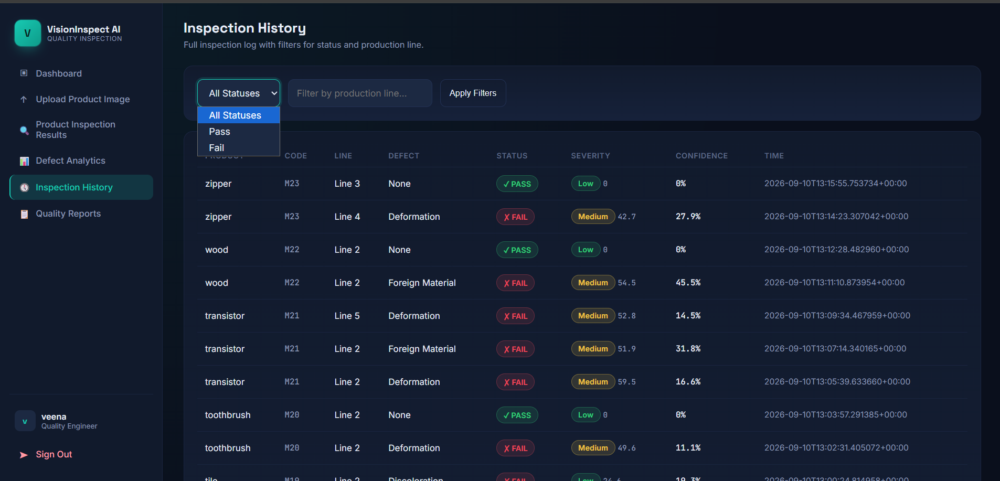 V
VisionInspect AI
QUALITY INSPECTION
Dashboard
Upload Product Image
Product Inspection
Results
Defect Analytics
Inspection History
Quality Reports
v
veena
Quality Engineer
Sign Out
Inspection History
Full inspection log with filters for status and production line.
All Statuses
Filter by production line...
Apply Filters
All Statuses
Pass
Fail
PRODUCT CODE LINE DEFECT STATUS SEVERITY CONFIDENCE TIME
zipper M23 Line 3 None ✓ PASS Low 0 0% 2026-09-10T13:15:55.753734+00:00
zipper M23 Line 4 Deformation ✗ FAIL Medium 42.7 27.9% 2026-09-10T13:14:23.307042+00:00
wood M22 Line 2 None ✓ PASS Low 0 0% 2026-09-10T13:12:28.482960+00:00
wood M22 Line 2 Foreign Material ✗ FAIL Medium 54.5 45.5% 2026-09-10T13:11:10.873954+00:00
transistor M21 Line 5 Deformation ✗ FAIL Medium 52.8 14.5% 2026-09-10T13:09:34.467959+00:00
transistor M21 Line 2 Foreign Material ✗ FAIL Medium 51.9 31.8% 2026-09-10T13:07:14.340165+00:00
transistor M21 Line 2 Deformation ✗ FAIL Medium 59.5 16.6% 2026-09-10T13:05:39.633660+00:00
toothbrush M20 Line 2 None ✓ PASS Low 0 0% 2026-09-10T13:03:57.291385+00:00
toothbrush M20 Line 2 Deformation ✗ FAIL Medium 49.6 11.1% 2026-09-10T13:02:31.405072+00:00
tile M19 Line 2 Discoloration ✗ FAIL Low 24.6 19.3% 2026-09-10T13:00:24.814958+00:00